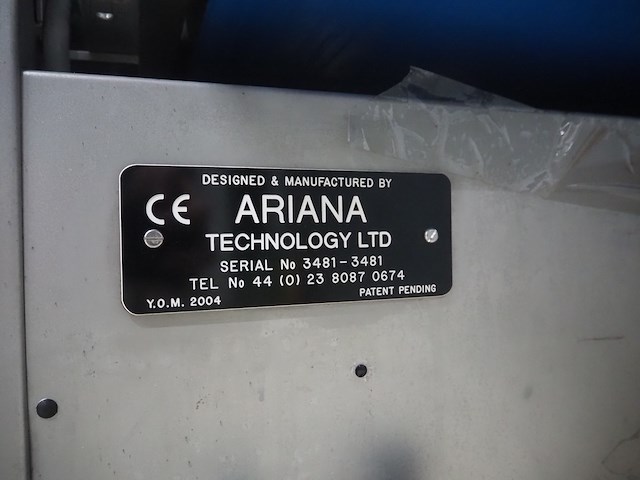 DESIGNED & MANUFACTURED BY
CE ARIANA
TECHNOLOGY LTD
SERIAL No 3481-3481
TEL No 44 (0) 23 8087 0674
Y.O.M. 2004 PATENT PENDING